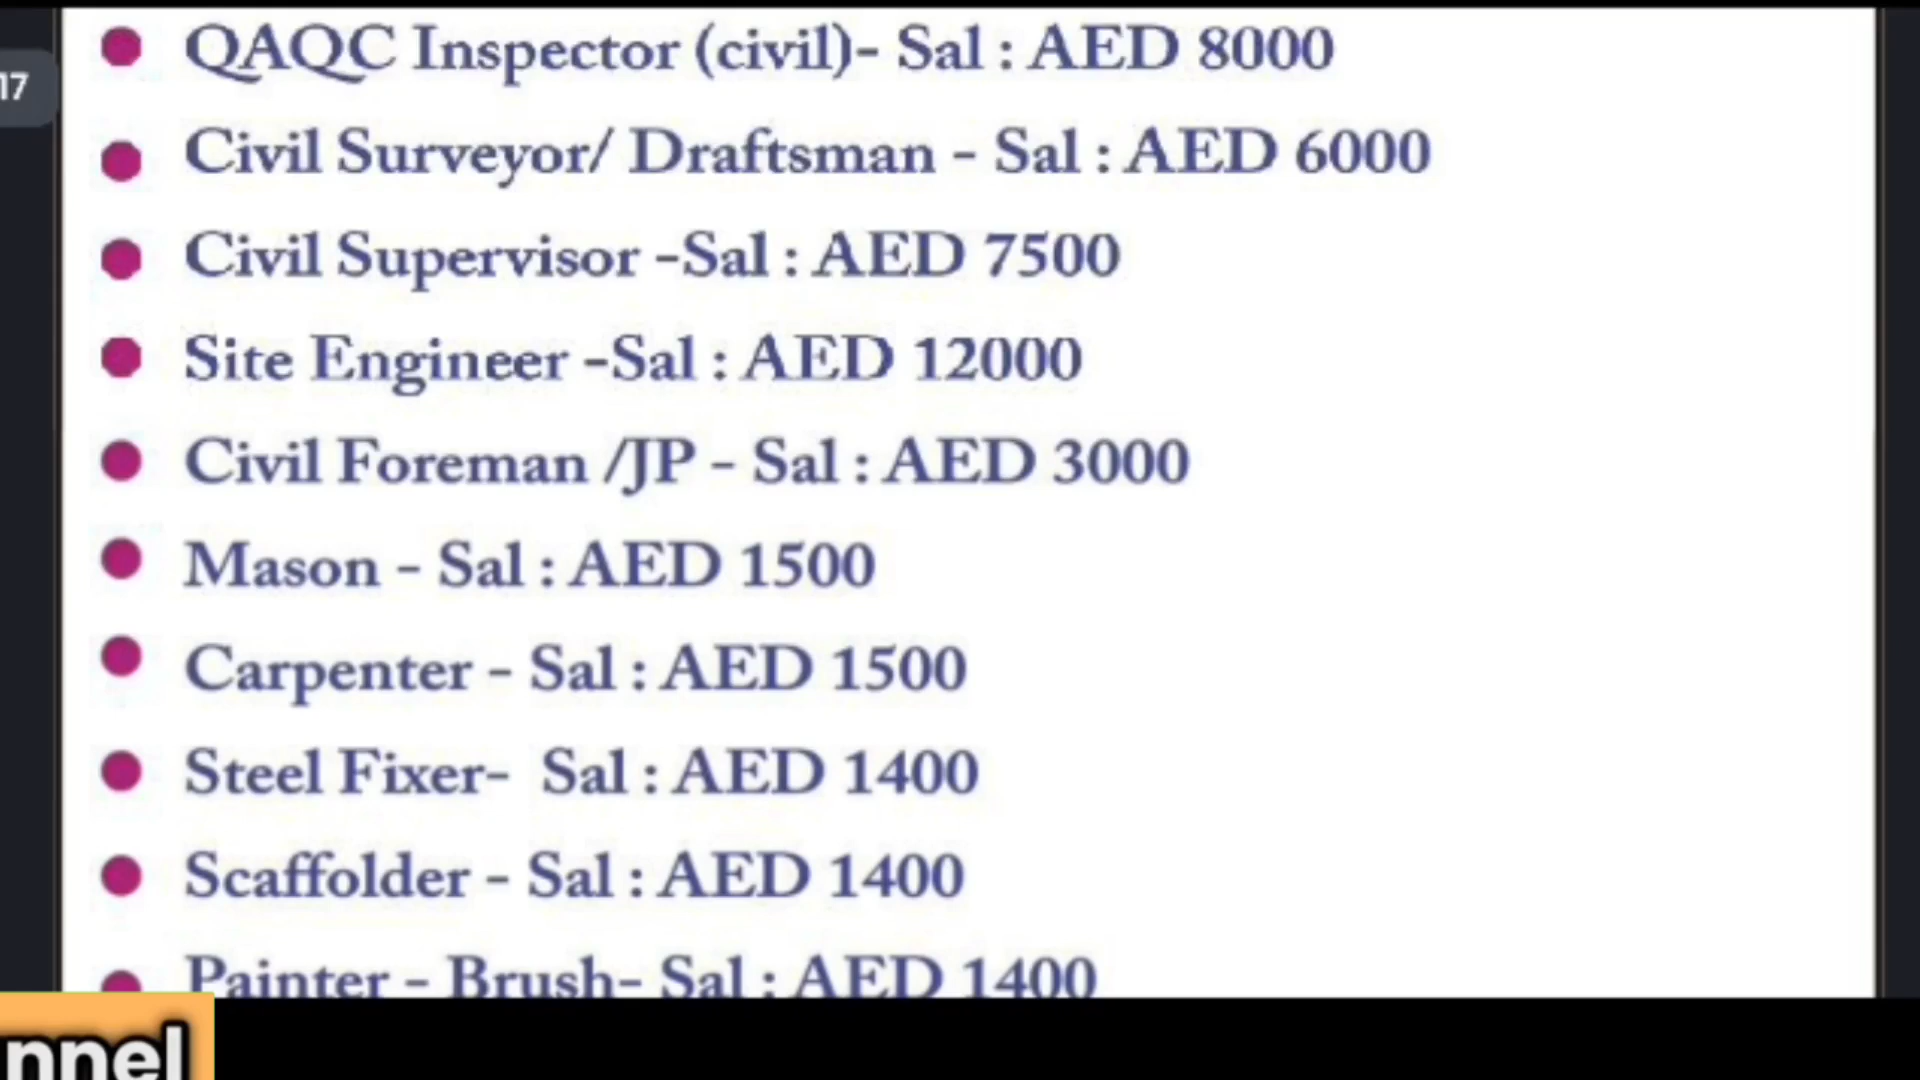 QAQC Inspector (civil)- Sal : AED 8000
17
Civil Surveyor/ Draftsman - Sal : AED 6000
Civil Supervisor -Sal : AED 7500
Site Engineer -Sal : AED 12000
Civil Foreman /JP - Sal : AED 3000
Mason - Sal : AED 1500
Carpenter - Sal : AED 1500
Steel Fixer-  Sal : AED 1400
Scaffolder - Sal : AED 1400
Painter - Brush- Sal : AED 1400
nnel